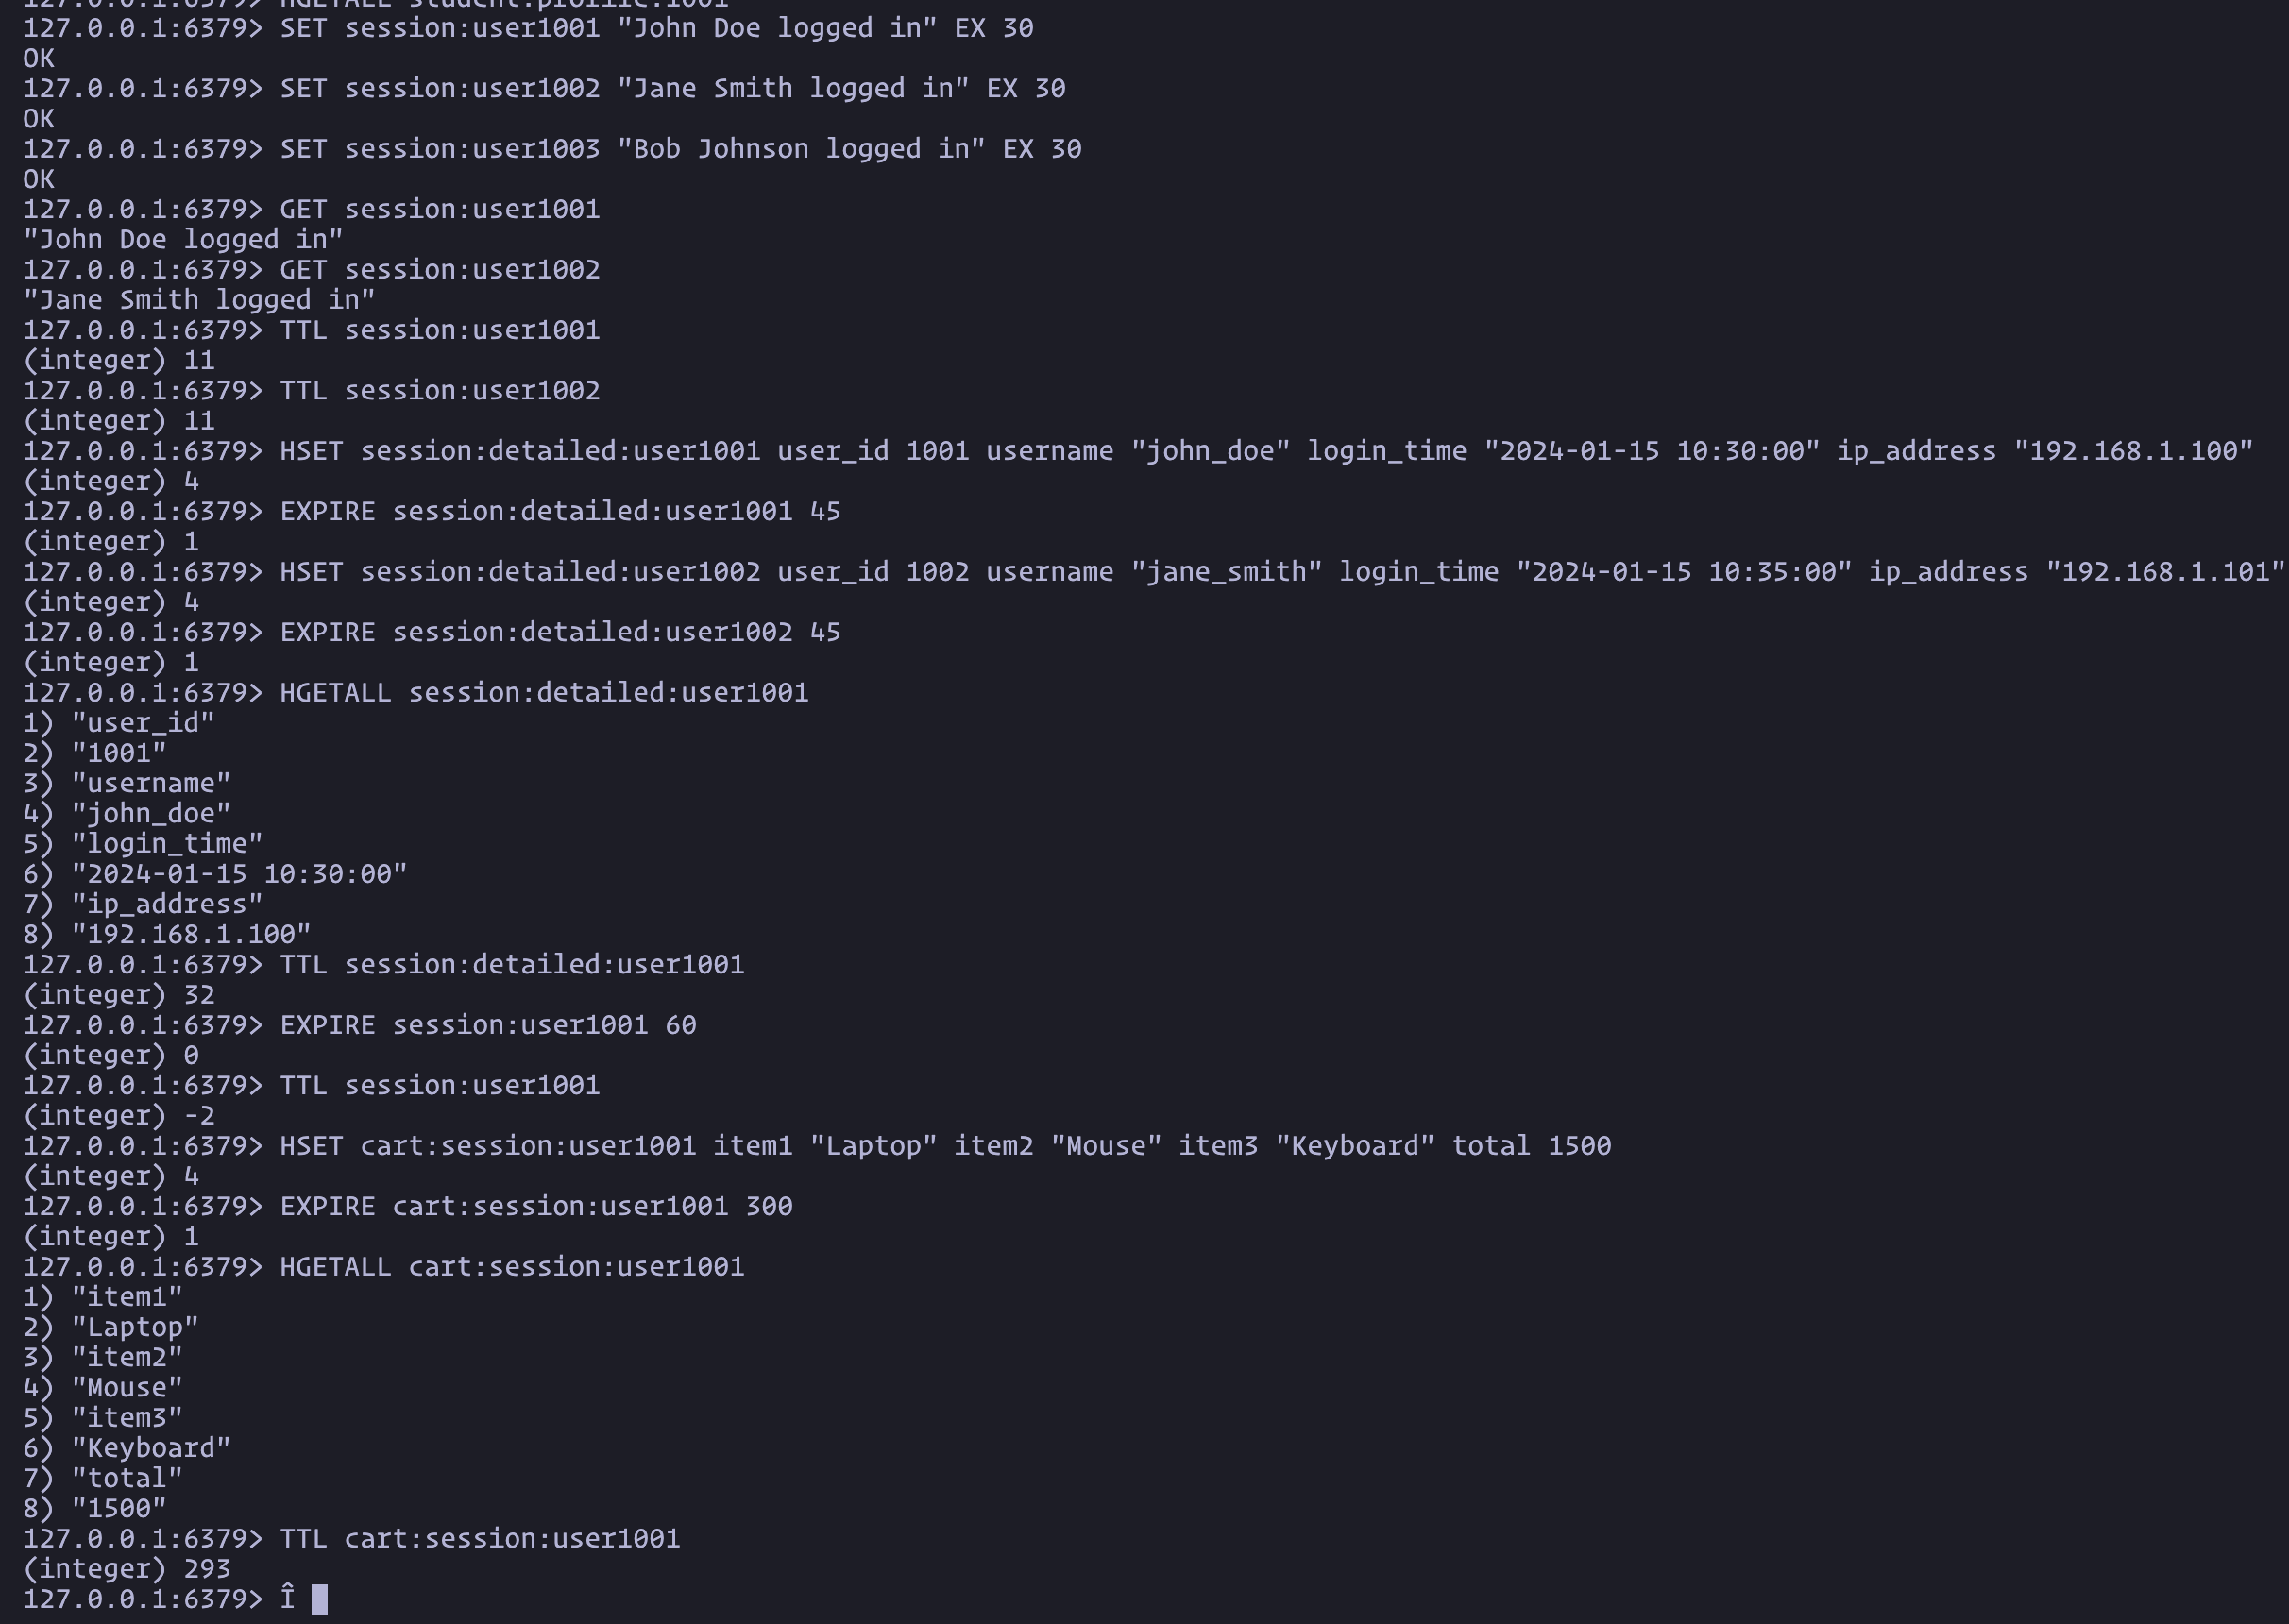 127.0.0.1:6379> HGETALL student:profile:1001
127.0.0.1:6379> SET session:user1001 "John Doe logged in" EX 30
OK
127.0.0.1:6379> SET session:user1002 "Jane Smith logged in" EX 30
OK
127.0.0.1:6379> SET session:user1003 "Bob Johnson logged in" EX 30
OK
127.0.0.1:6379> GET session:user1001
"John Doe logged in"
127.0.0.1:6379> GET session:user1002
"Jane Smith logged in"
127.0.0.1:6379> TTL session:user1001
(integer) 11
127.0.0.1:6379> TTL session:user1002
(integer) 11
127.0.0.1:6379> HSET session:detailed:user1001 user_id 1001 username "john_doe" login_time "2024-01-15 10:30:00" ip_address "192.168.1.100"
(integer) 4
127.0.0.1:6379> EXPIRE session:detailed:user1001 45
(integer) 1
127.0.0.1:6379> HSET session:detailed:user1002 user_id 1002 username "jane_smith" login_time "2024-01-15 10:35:00" ip_address "192.168.1.101"
(integer) 4
127.0.0.1:6379> EXPIRE session:detailed:user1002 45
(integer) 1
127.0.0.1:6379> HGETALL session:detailed:user1001
1) "user_id"
2) "1001"
3) "username"
4) "john_doe"
5) "login_time"
6) "2024-01-15 10:30:00"
7) "ip_address"
8) "192.168.1.100"
127.0.0.1:6379> TTL session:detailed:user1001
(integer) 32
127.0.0.1:6379> EXPIRE session:user1001 60
(integer) 0
127.0.0.1:6379> TTL session:user1001
(integer) -2
127.0.0.1:6379> HSET cart:session:user1001 item1 "Laptop" item2 "Mouse" item3 "Keyboard" total 1500
(integer) 4
127.0.0.1:6379> EXPIRE cart:session:user1001 300
(integer) 1
127.0.0.1:6379> HGETALL cart:session:user1001
1) "item1"
2) "Laptop"
3) "item2"
4) "Mouse"
5) "item3"
6) "Keyboard"
7) "total"
8) "1500"
127.0.0.1:6379> TTL cart:session:user1001
(integer) 293
127.0.0.1:6379> Î